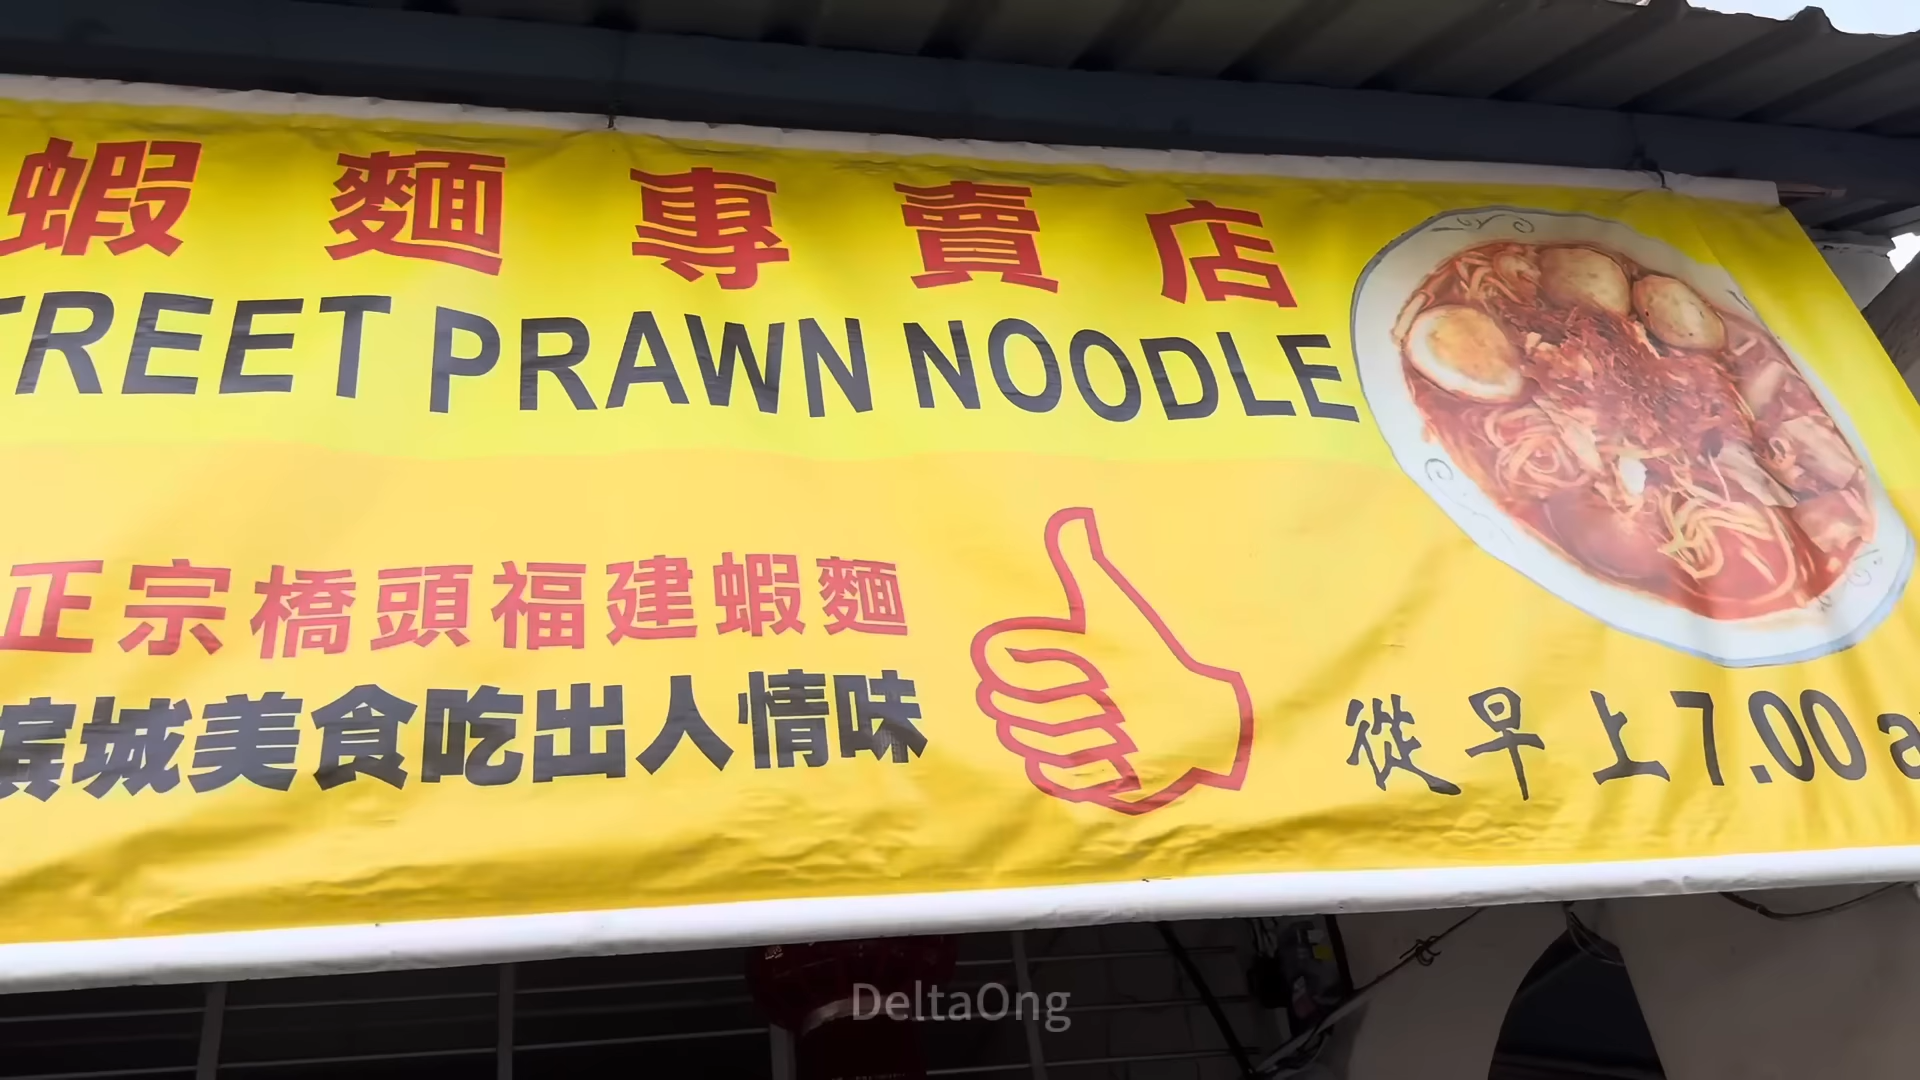 蝦麵專賣店
TREET PRAWN NOODLE
正宗橋頭福建蝦麵
槟城美食吃出人情味
從早上7.00 a
DeltaOng